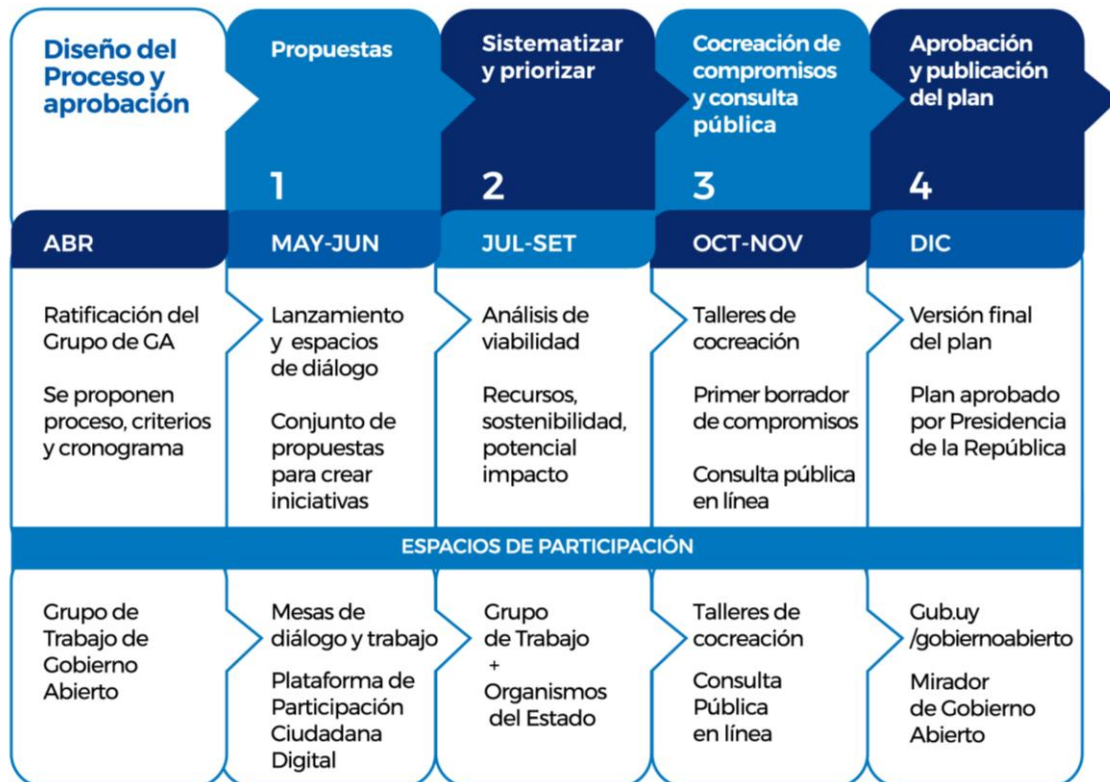 Diseño del
Proceso y
aprobación
Propuestas
1
Sistematizar
y priorizar
2
Cocreación de
compromisos
y consulta
pública
3
Aprobación
y publicación
del plan
4
ABR
MAY-JUN
JUL-SET
OCT-NOV
DIC
Ratificación del
Grupo de GA
Se proponen
proceso, criterios
y cronograma
Lanzamiento
y espacios
de diálogo
Conjunto de
propuestas
para crear
iniciativas
Análisis de
viabilidad
Recursos,
sostenibilidad,
potencial
impacto
Talleres de
cocreación
Primer borrador
de compromisos
Consulta pública
en línea
Versión final
del plan
Plan aprobado
por Presidencia
de la República
ESPACIOS DE PARTICIPACIÓN
Grupo de
Trabajo de
Gobierno
Abierto
Mesas de
diálogo y trabajo
Plataforma de
Participación
Ciudadana
Digital
Grupo
de Trabajo
+
Organismos
del Estado
Talleres de
cocreación
Consulta
Pública
en línea
Gub.uy
/gobiernoabierto
Mirador
de Gobierno
Abierto